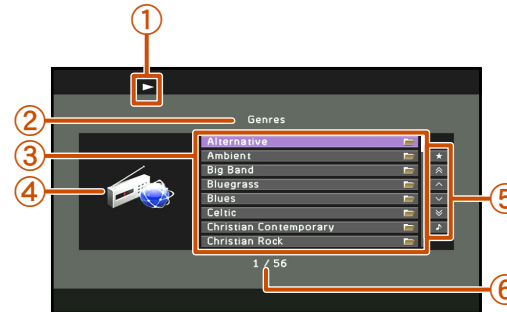 ①
② Genres
③ Alternative
Ambient
Big Band
Bluegrass
④ Blues
Celtic
⑤
Christian Contemporary
Christian Rock
1 / 56
⑥